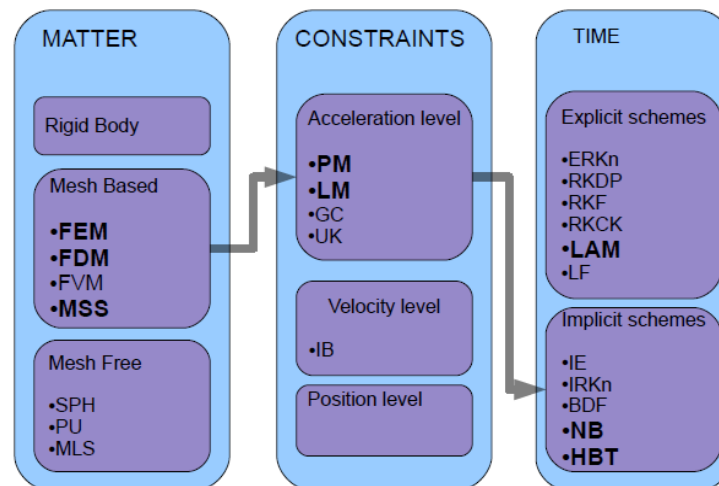 MATTER
Rigid Body
Mesh Based
•FEM
•FDM
•FVM
•MSS
Mesh Free
•SPH
•PU
•MLS
CONSTRAINTS
Acceleration level
•PM
•LM
•GC
•UK
Velocity level
•IB
Position level
TIME
Explicit schemes
•ERKn
•RKDP
•RKF
•RKCK
•LAM
•LF
Implicit schemes
•IE
•IRKn
•BDF
•NB
•HBT